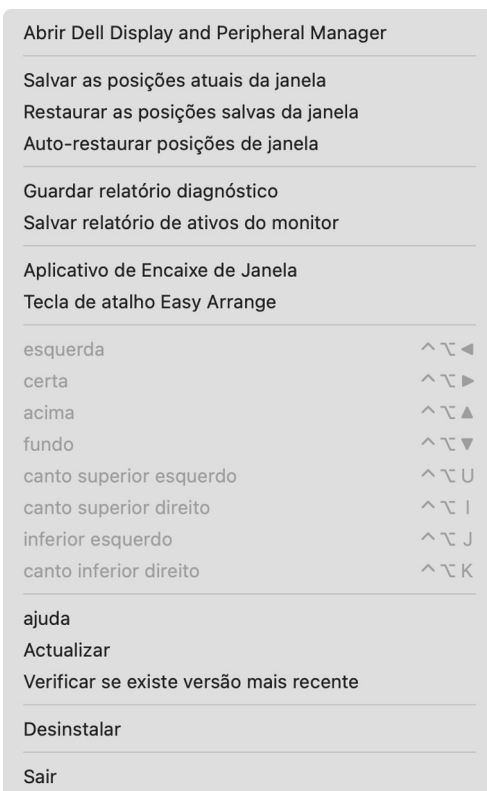 Abrir Dell Display and Peripheral Manager
Salvar as posições atuais da janela
Restaurar as posições salvas da janela
Auto-restaurar posições de janela
Guardar relatório diagnóstico
Salvar relatório de ativos do monitor
Aplicativo de Encaixe de Janela
Tecla de atalho Easy Arrange
esquerda ^⌥◀
certa ^⌥▶
acima ^⌥▲
fundo ^⌥▼
canto superior esquerdo ^⌥U
canto superior direito ^⌥I
inferior esquerdo ^⌥J
canto inferior direito ^⌥K
ajuda
Actualizar
Verificar se existe versão mais recente
Desinstalar
Sair